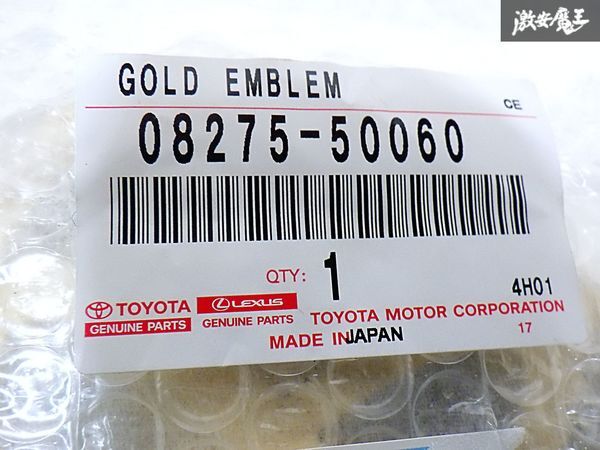 激安魔王
GOLD EMBLEM
CE
08275-50060
QTY: 1
4H01
TOYOTA LEXUS TOYOTA MOTOR CORPORATION
GENUINE PARTS GENUINE PARTS 17
MADE IN JAPAN